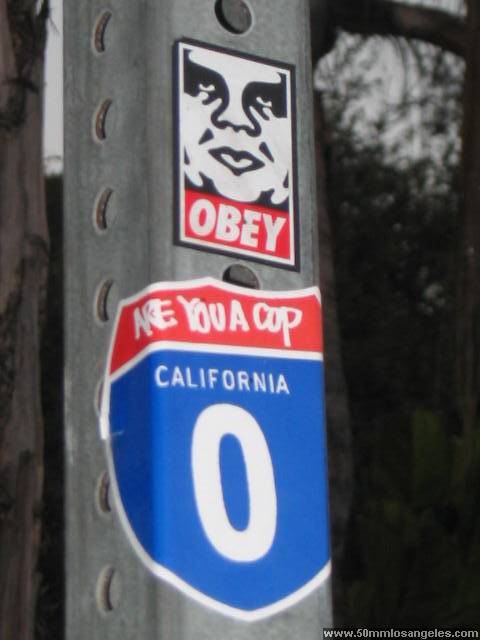 OBEY
ARE YOU A COP
CALIFORNIA
0
www.50mmlosangeles.com